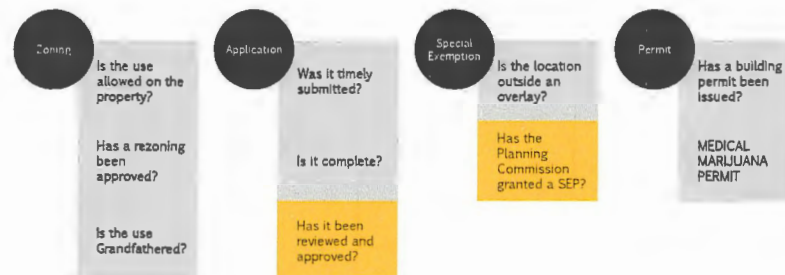 Zoning
Is the use
allowed on the
property?
Has a rezoning
been
approved?
Is the use
Grandfathered?
Application
Was it timely
submitted?
Is it complete?
Has it been
reviewed and
approved?
Special
Exemption
Is the location
outside an
overlay?
Has the
Planning
Commission
granted a SEP?
Permit
Has a building
permit been
issued?
MEDICAL
MARIJUANA
PERMIT